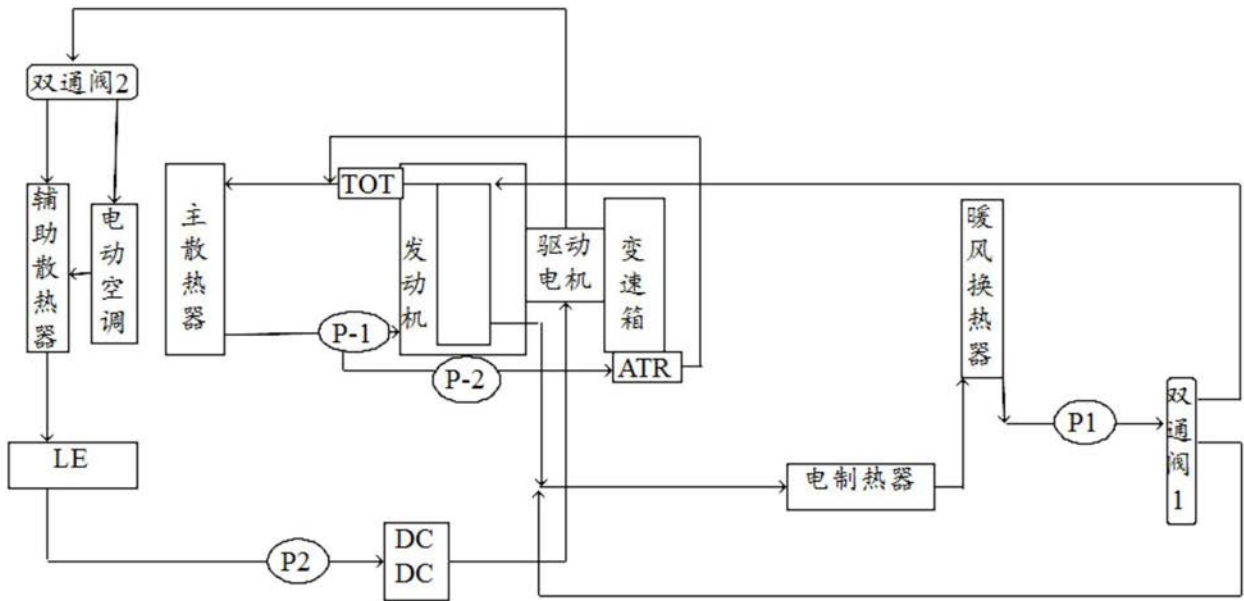 双通阀2
辅助散热器
电动空调
主散热器
TOT
发动机
驱动
电机
变速箱
暖风换热器
P-1
P-2
ATR
P1
双通阀1
LE
电制热器
P2
DC
DC